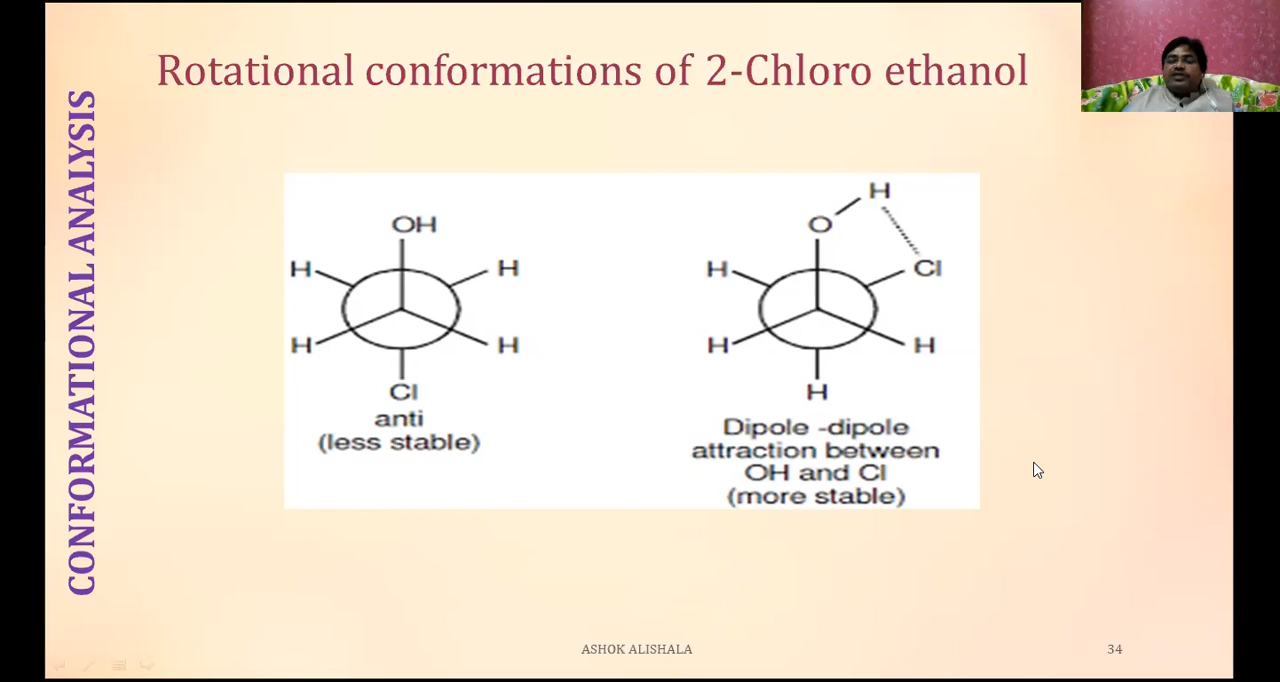 Rotational conformations of 2-Chloro ethanol
CONFORMATIONAL ANALYSIS
OH
H H
H H
Cl
anti
(less stable)
H
O
H Cl
H H
H
Dipole -dipole
attraction between
OH and Cl
(more stable)
ASHOK ALISHALA
34